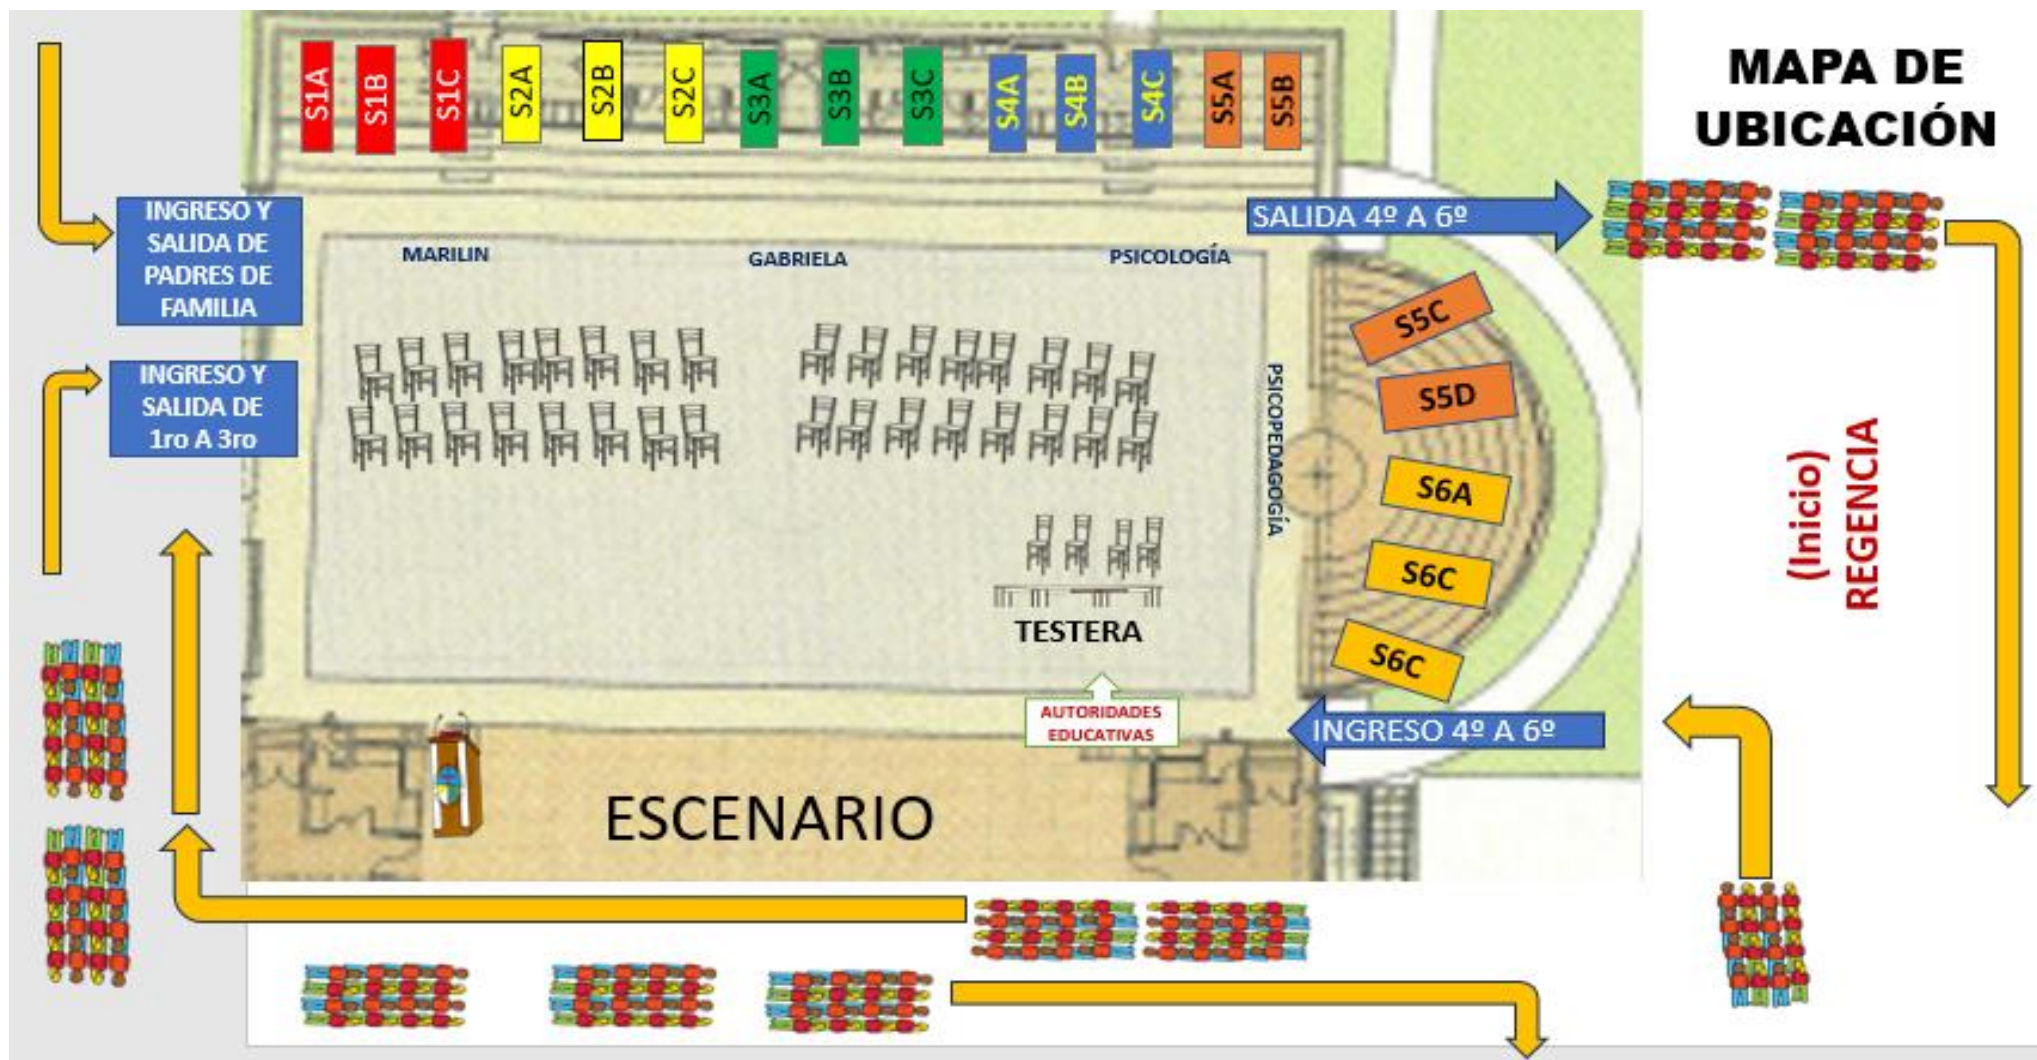 MAPA DE
UBICACIÓN
S1A
S1B
S1C
S2A
S2B
S2C
S3A
S3B
S3C
S4A
S4B
S4C
S5A
S5B
INGRESO Y
SALIDA DE
PADRES DE
FAMILIA
SALIDA 4º A 6º
MARILIN
GABRIELA
PSICOLOGÍA
INGRESO Y
SALIDA DE
1ro A 3ro
PSICOPEDAGOGÍA
S5C
S5D
S6A
S6C
S6C
(Inicio)
REGENCIA
TESTERA
AUTORIDADES
EDUCATIVAS
INGRESO 4º A 6º
ESCENARIO